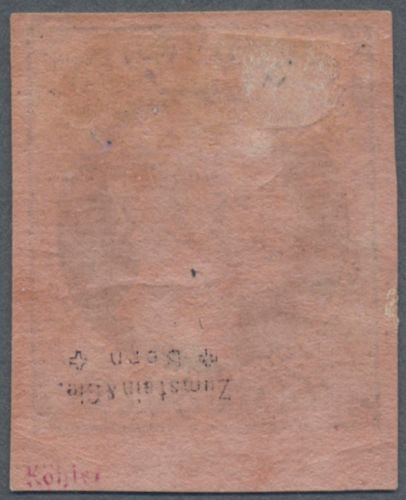 Zumstein & Cie.
✣ Bern ✣
Köhler